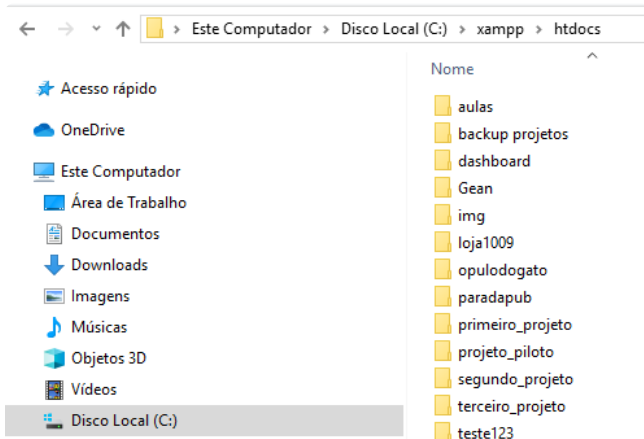 Este Computador > Disco Local (C:) > xampp > htdocs
Nome
Acesso rápido
OneDrive
Este Computador
Área de Trabalho
Documentos
Downloads
Imagens
Músicas
Objetos 3D
Vídeos
Disco Local (C:)
aulas
backup projetos
dashboard
Gean
img
loja1009
opulodogato
paradapub
primeiro_projeto
projeto_piloto
segundo_projeto
terceiro_projeto
teste123